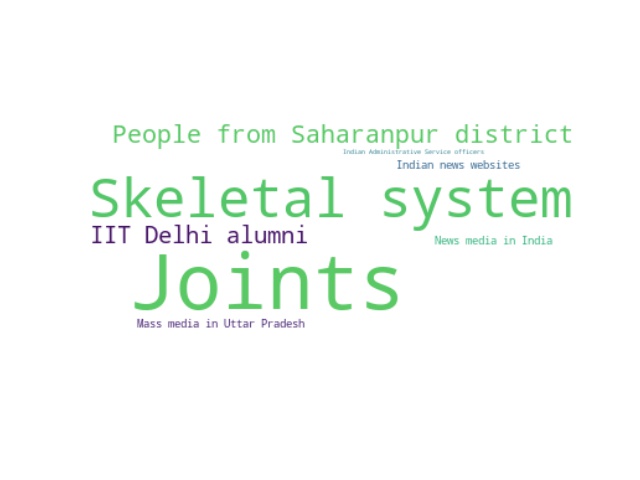 People from Saharanpur district
Indian Administrative Service officers
Indian news websites
Skeletal system
IIT Delhi alumni
News media in India
Joints
Mass media in Uttar Pradesh